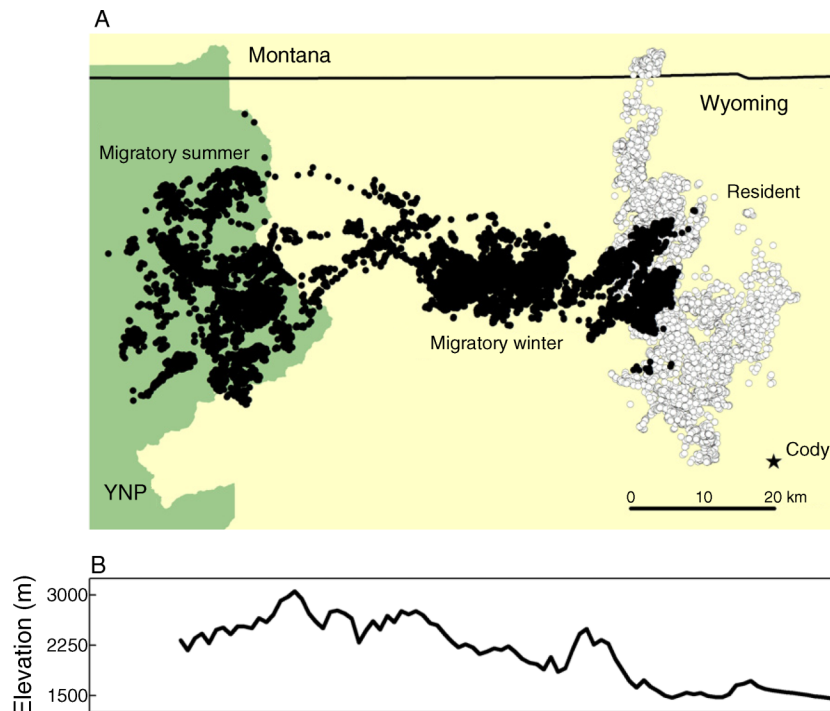 A
Montana
Wyoming
Migratory summer
Resident
Migratory winter
Cody
YNP
0 10 20 km
B
Elevation (m)
3000
2250
1500